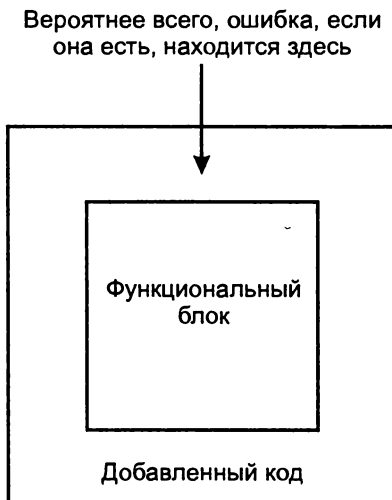 Вероятнее всего, ошибка, если
она есть, находится здесь
Функциональный
блок
Добавленный код